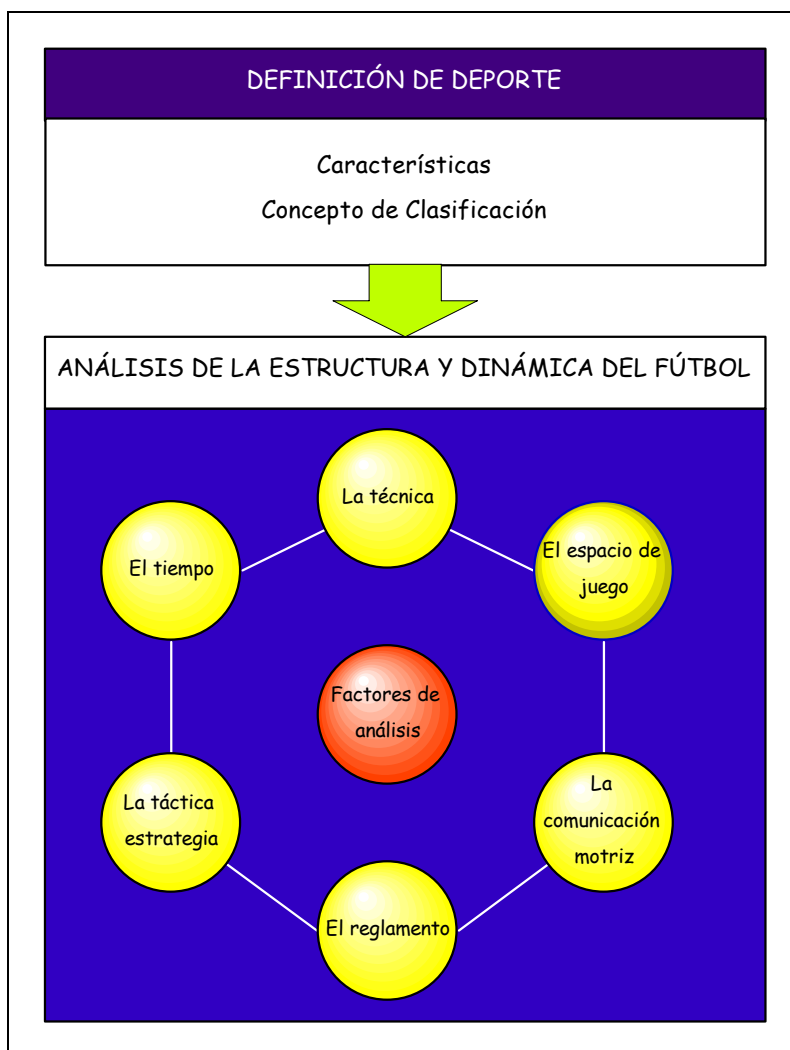 DEFINICIÓN DE DEPORTE
Características
Concepto de Clasificación
ANÁLISIS DE LA ESTRUCTURA Y DINÁMICA DEL FÚTBOL
La técnica
El tiempo
El espacio de
juego
Factores de
análisis
La táctica
estrategia
La
comunicación
motriz
El reglamento